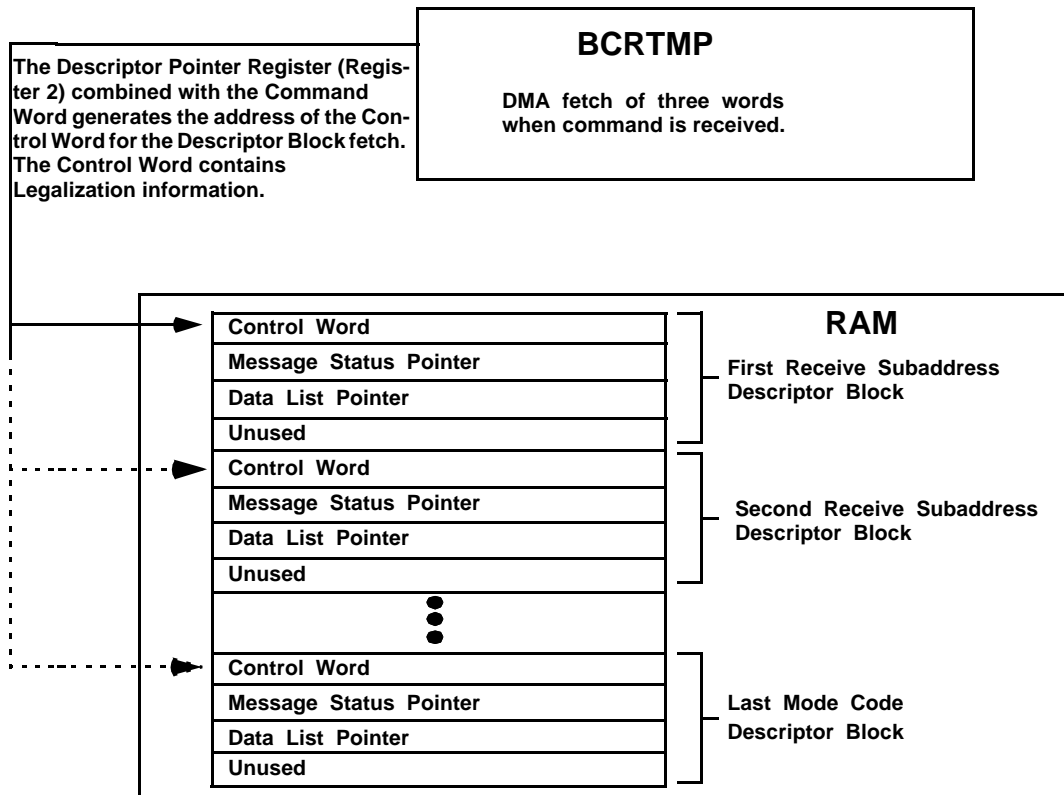 BCRTMP
DMA fetch of three words
when command is received.
The Descriptor Pointer Register (Regis-
ter 2) combined with the Command
Word generates the address of the Con-
trol Word for the Descriptor Block fetch.
The Control Word contains
Legalization information.
RAM
Control Word
Message Status Pointer
Data List Pointer
Unused
First Receive Subaddress
Descriptor Block
Control Word
Message Status Pointer
Data List Pointer
Unused
Second Receive Subaddress
Descriptor Block
Control Word
Message Status Pointer
Data List Pointer
Unused
Last Mode Code
Descriptor Block